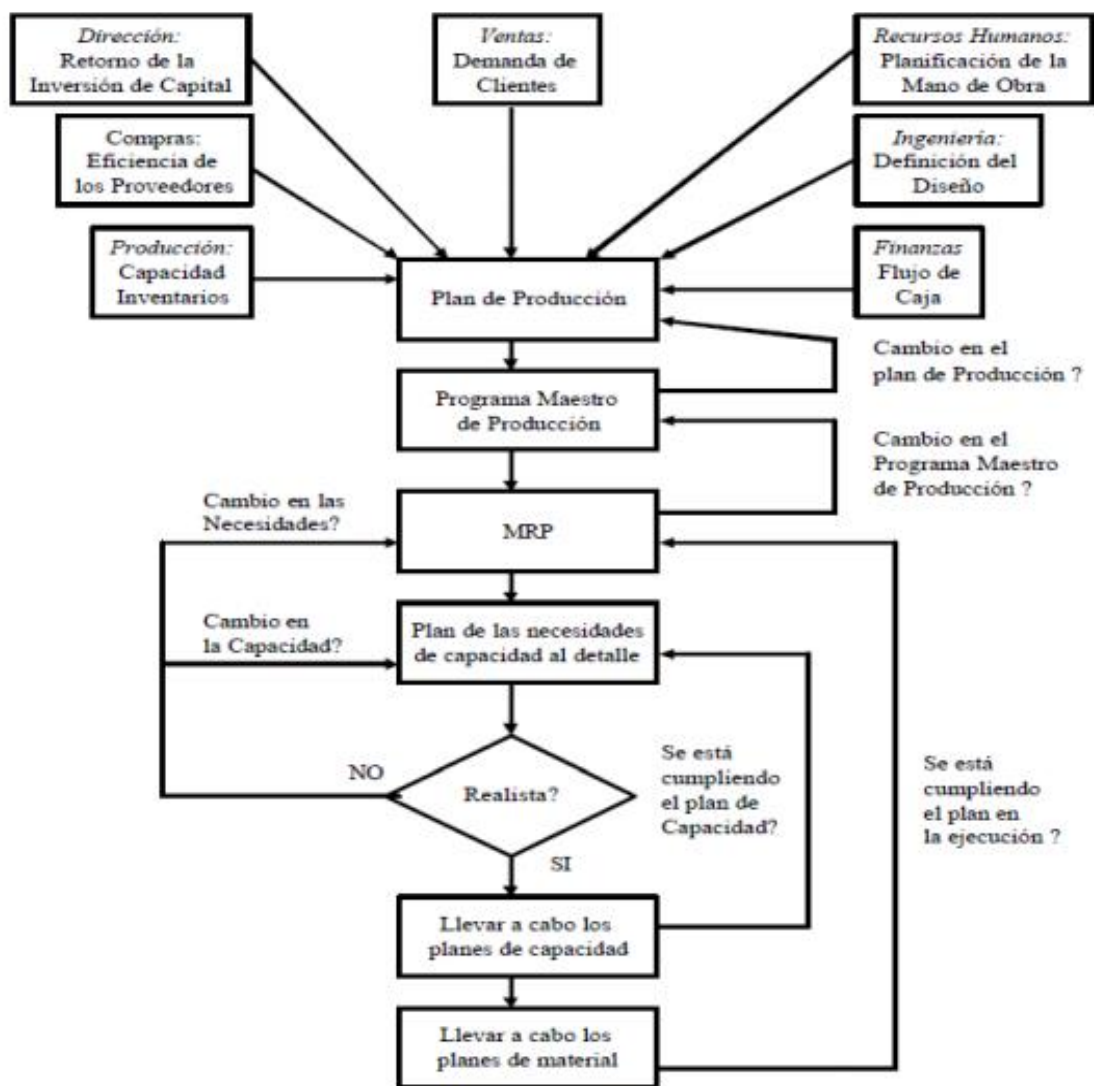 Dirección:
Retorno de la
Inversión de Capital
Ventas:
Demanda de
Clientes
Recursos Humanos:
Planificación de la
Mano de Obra
Compras:
Eficiencia de
los Proveedores
Ingeniería:
Definición del
Diseño
Producción:
Capacidad
Inventarios
Finanzas
Flujo de
Caja
Plan de Producción
Cambio en el
plan de Producción ?
Programa Maestro
de Producción
Cambio en el
Programa Maestro
de Producción ?
Cambio en las
Necesidades?
MRP
Cambio en
la Capacidad?
Plan de las necesidades
de capacidad al detalle
NO
Realista?
Se está
cumpliendo
el plan de
Capacidad?
Se está
cumpliendo
el plan en
la ejecución ?
SI
Llevar a cabo los
planes de capacidad
Llevar a cabo los
planes de material